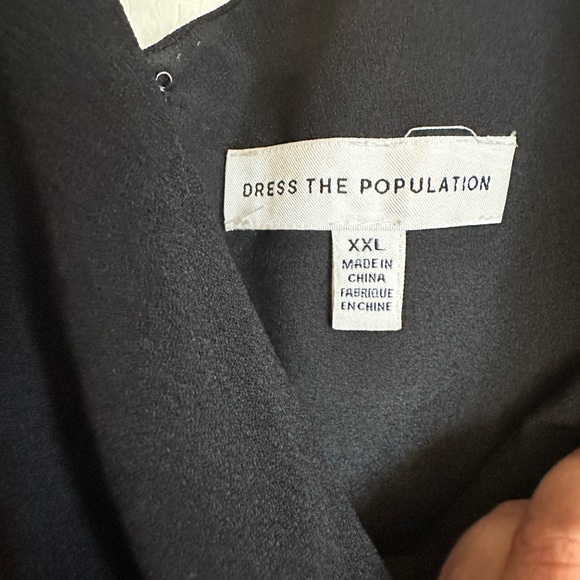 DRESS THE POPULATION
XXL
MADE IN
CHINA
FABRIQUE
EN CHINE